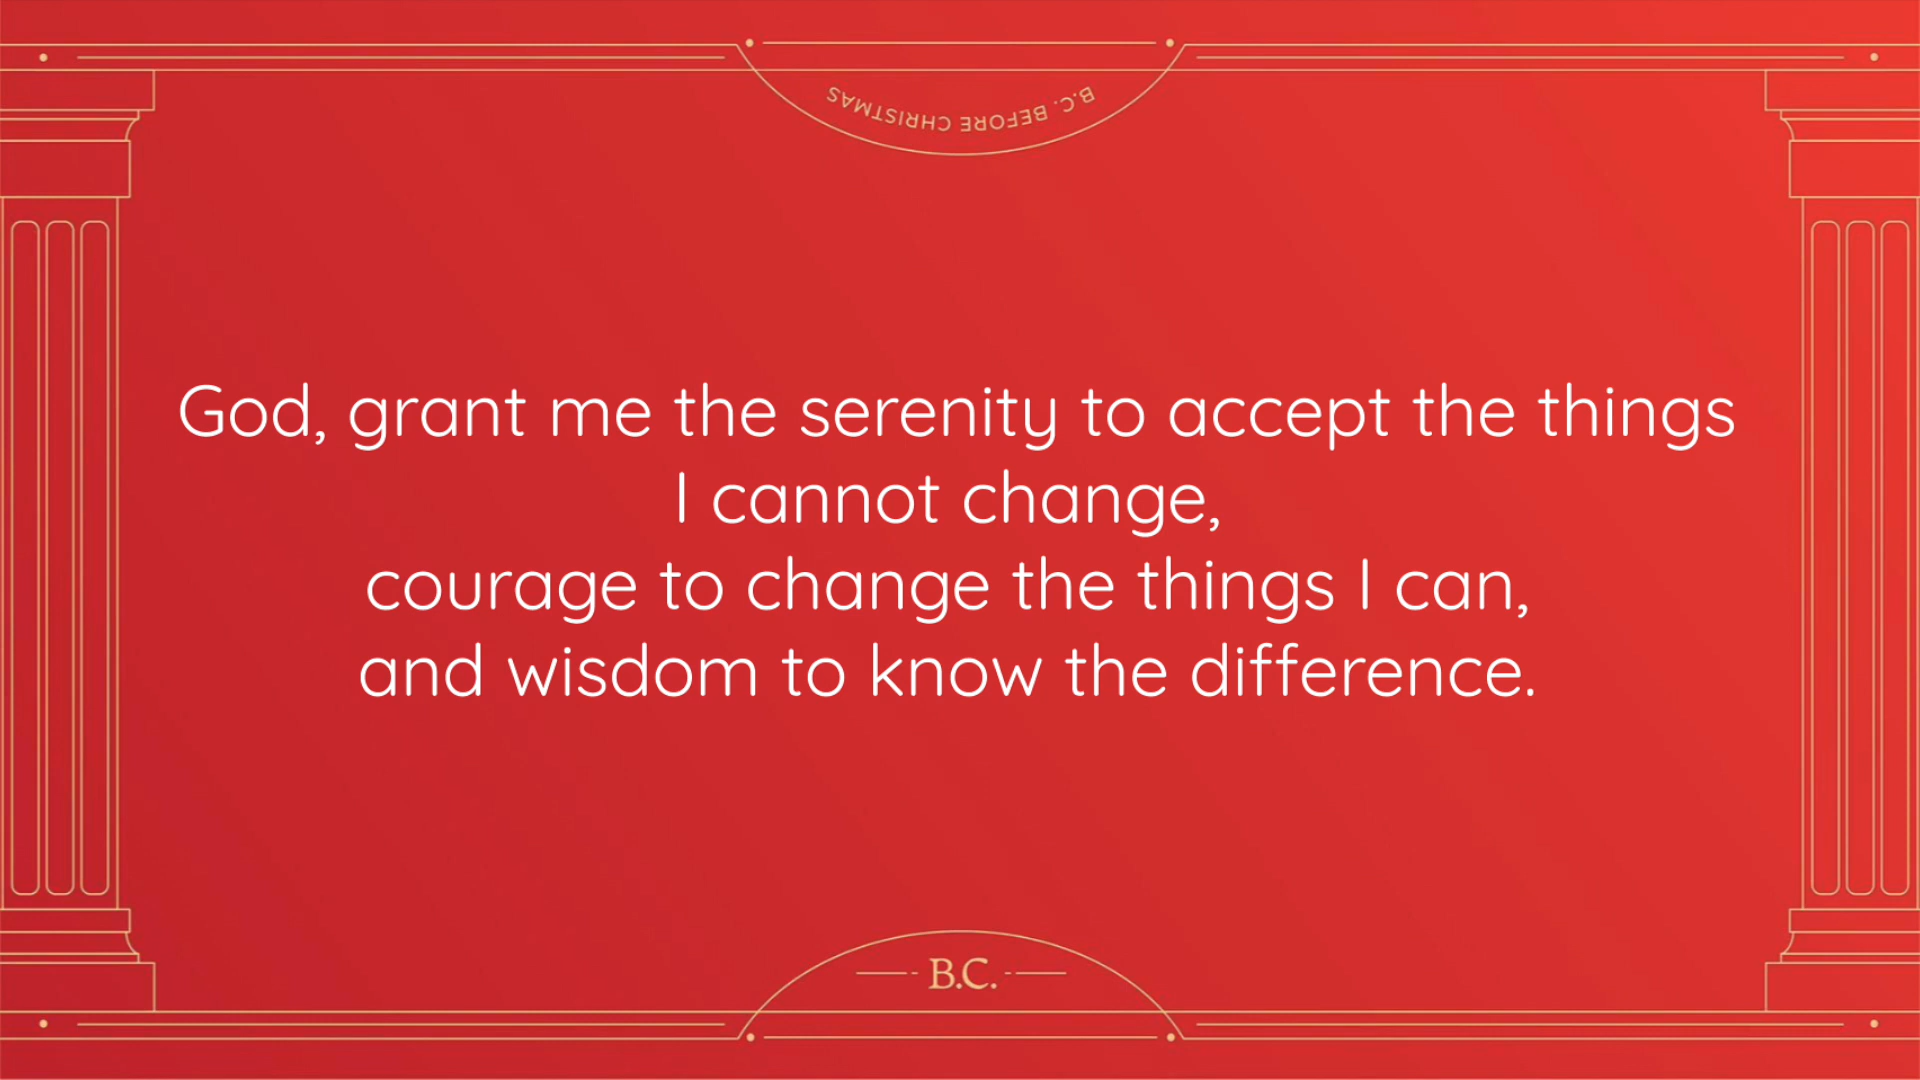 B.C. BEFORE CHRISTMAS
God, grant me the serenity to accept the things
I cannot change,
courage to change the things I can,
and wisdom to know the difference.
B.C.